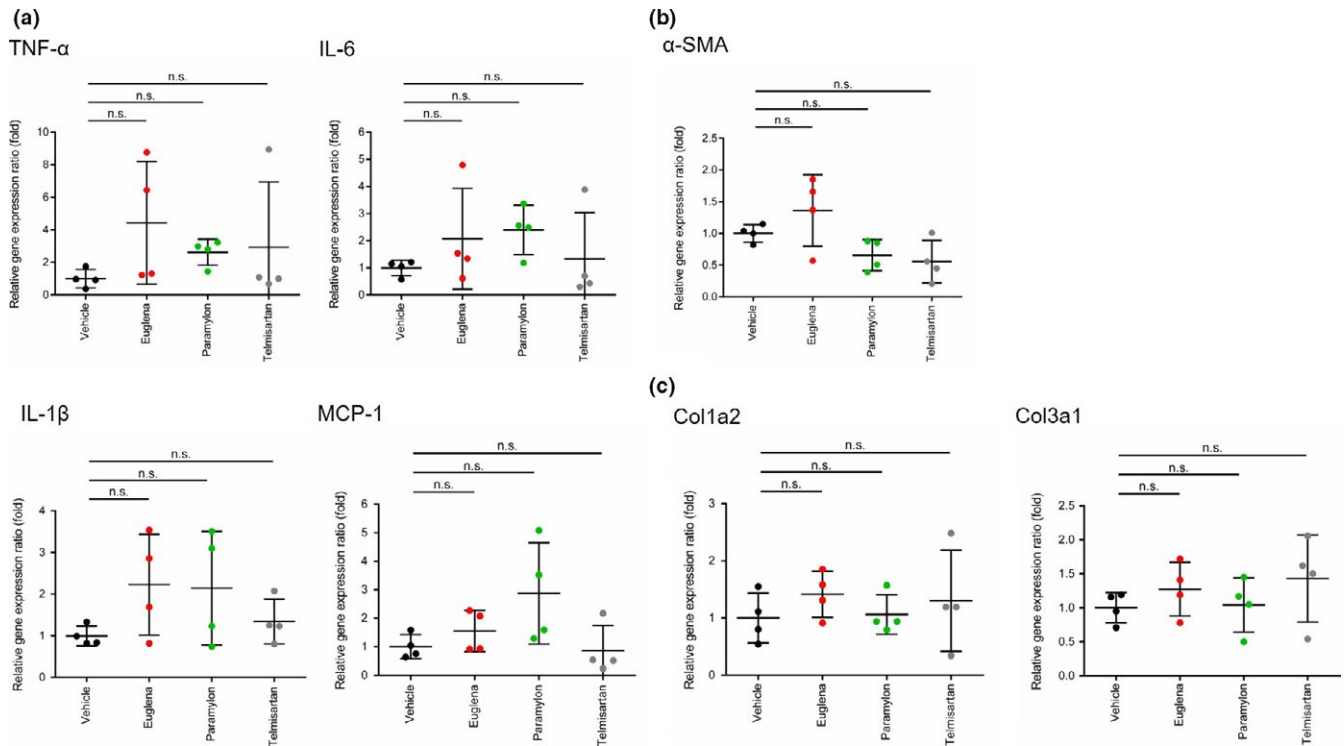 (a)
TNF-α
n.s.
n.s.
n.s.
Relative gene expression ratio (fold)
10
8
6
4
2
0
Vehicle
Euglena
Paramylon
Telmisartan
IL-6
n.s.
n.s.
n.s.
Relative gene expression ratio (fold)
6
5
4
3
2
1
0
Vehicle
Euglena
Paramylon
Telmisartan
(b)
α-SMA
n.s.
n.s.
n.s.
Relative gene expression ratio (fold)
2.5
2.0
1.5
1.0
0.5
0.0
Vehicle
Euglena
Paramylon
Telmisartan
IL-1β
n.s.
n.s.
n.s.
Relative gene expression ratio (fold)
4
3
2
1
0
Vehicle
Euglena
Paramylon
Telmisartan
MCP-1
n.s.
n.s.
n.s.
Relative gene expression ratio (fold)
6
5
4
3
2
1
0
Vehicle
Euglena
Paramylon
Telmisartan
(c)
Col1a2
n.s.
n.s.
n.s.
Relative gene expression ratio (fold)
3
2
1
0
Vehicle
Euglena
Paramylon
Telmisartan
Col3a1
n.s.
n.s.
n.s.
Relative gene expression ratio (fold)
2.5
2.0
1.5
1.0
0.5
0.0
Vehicle
Euglena
Paramylon
Telmisartan